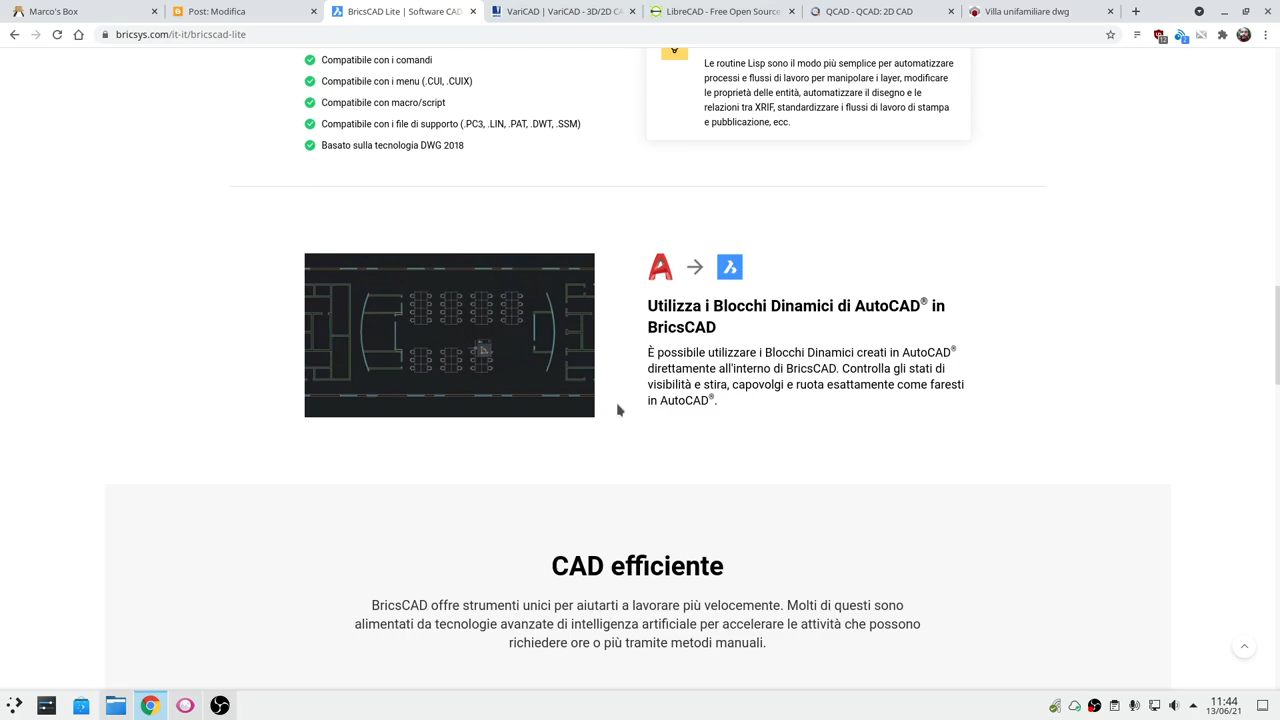 Marco's Box
Post: Modifica
BricsCAD Lite | Software CAD
VariCAD | VariCAD - 3D/2D CA
LibreCAD - Free Open Sour
QCAD - QCAD: 2D CAD
Villa unifamiliare dwg
bricsys.com/it-it/bricscad-lite
12
2
Compatibile con i comandi
Compatibile con i menu (.CUI, .CUIX)
Compatibile con macro/script
Compatibile con i file di supporto (.PC3, .LIN, .PAT, .DWT, .SSM)
Basato sulla tecnologia DWG 2018
Le routine Lisp sono il modo più semplice per automatizzare
processi e flussi di lavoro per manipolare i layer, modificare
le proprietà delle entità, automatizzare il disegno e le
relazioni tra XRIF, standardizzare i flussi di lavoro di stampa
e pubblicazione, ecc.
Utilizza i Blocchi Dinamici di AutoCAD® in
BricsCAD
È possibile utilizzare i Blocchi Dinamici creati in AutoCAD®
direttamente all'interno di BricsCAD. Controlla gli stati di
visibilità e stira, capovolgi e ruota esattamente come faresti
in AutoCAD®.
CAD efficiente
BricsCAD offre strumenti unici per aiutarti a lavorare più velocemente. Molti di questi sono
alimentati da tecnologie avanzate di intelligenza artificiale per accelerare le attività che possono
richiedere ore o più tramite metodi manuali.
11:44
13/06/21